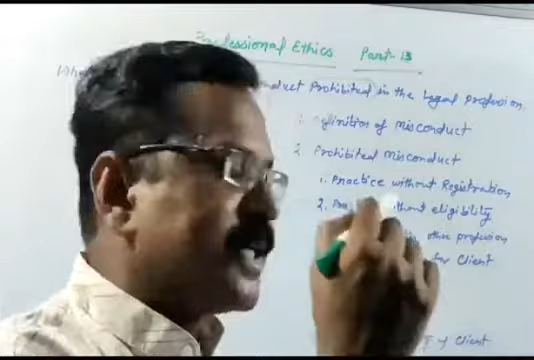 Professional Ethics Part-13
conduct Prohibited in the Legal Profession
1. Definition of misconduct
2. Prohibited misconduct
1. Practice without Registration
2. without eligibility
other profession
for Client
Client